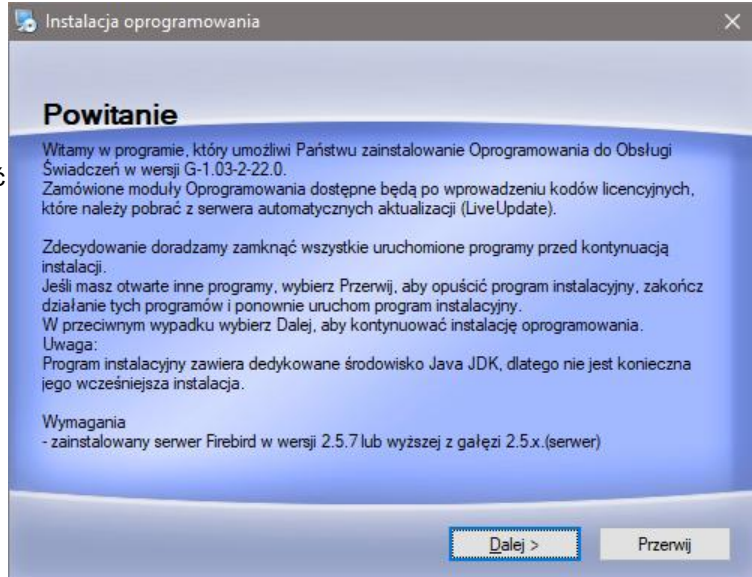 Instalacja oprogramowania
Powitanie
Witamy w programie, który umożliwi Państwu zainstalowanie Oprogramowania do Obsługi
Świadczeń w wersji G-1.03-2-22.0.
Zamówione moduły Oprogramowania dostępne będą po wprowadzeniu kodów licencyjnych,
które należy pobrać z serwera automatycznych aktualizacji (LiveUpdate).
Zdecydowanie doradzamy zamknąć wszystkie uruchomione programy przed kontynuacją
instalacji.
Jeśli masz otwarte inne programy, wybierz Przerwij, aby opuścić program instalacyjny, zakończ
działanie tych programów i ponownie uruchom program instalacyjny.
W przeciwnym wypadku wybierz Dalej, aby kontynuować instalację oprogramowania.
Uwaga:
Program instalacyjny zawiera dedykowane środowisko Java JDK, dlatego nie jest konieczna
jego wcześniejsza instalacja.
Wymagania
- zainstalowany serwer Firebird w wersji 2.5.7 lub wyższej z gałęzi 2.5.x.(serwer)
Dalej >
Przerwij